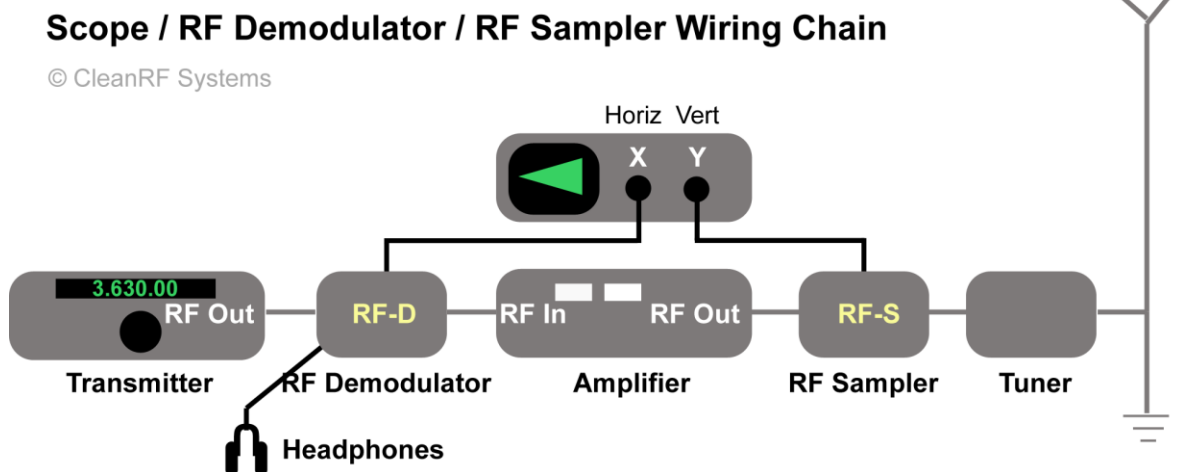 Scope / RF Demodulator / RF Sampler Wiring Chain
© CleanRF Systems
Horiz Vert
X Y
3.630.00
RF Out
RF-D
RF In RF Out
RF-S
Transmitter RF Demodulator Amplifier RF Sampler Tuner
Headphones